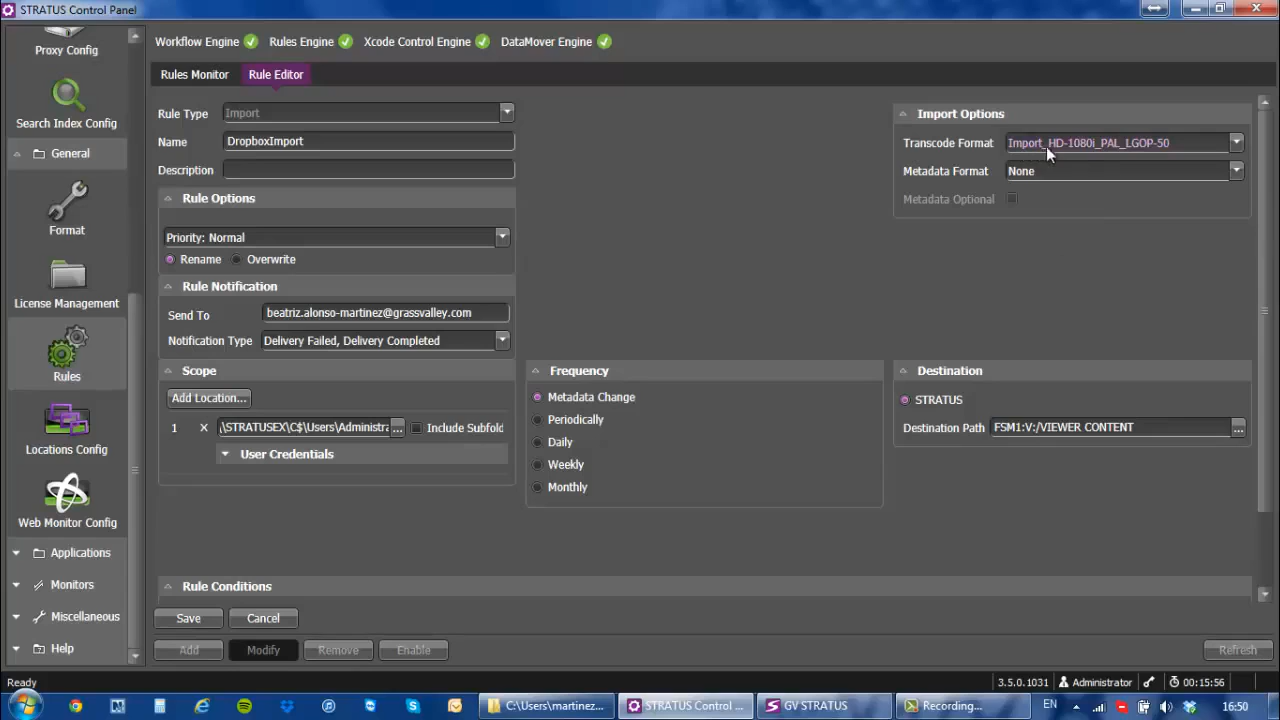 STRATUS Control Panel
Workflow Engine Rules Engine Xcode Control Engine DataMover Engine
Proxy Config
Search Index Config
General
Format
License Management
Rules
Locations Config
Web Monitor Config
Applications
Monitors
Miscellaneous
Help
Rules Monitor Rule Editor
Rule Type Import
Name DropboxImport
Description
Rule Options
Priority: Normal
Rename Overwrite
Rule Notification
Send To beatriz.alonso-martinez@grassvalley.com
Notification Type Delivery Failed, Delivery Completed
Scope
Add Location...
1 X .\STRATUSEX\C$\Users\Administra ... Include Subfold
User Credentials
Frequency
Metadata Change
Periodically
Daily
Weekly
Monthly
Import Options
Transcode Format Import_HD-1080i_PAL_LGOP-50
Metadata Format None
Metadata Optional
Destination
STRATUS
Destination Path FSM1:V:/VIEWER CONTENT ...
Rule Conditions
Save Cancel
Add Modify Remove Enable Refresh
Ready 3.5.0.1031 Administrator 00:15:56
C:\Users\martinez... STRATUS Control ... GV STRATUS Recording... EN 16:50